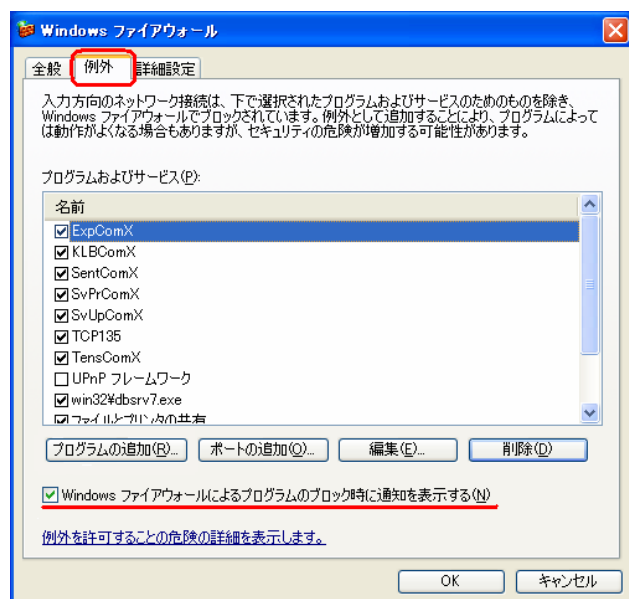 Windows ファイアウォール
全般 例外 詳細設定
入力方向のネットワーク接続は、下で選択されたプログラムおよびサービスのためのものを除き、
Windows ファイアウォールでブロックされています。例外として追加することにより、プログラムによって
は動作がよくなる場合もありますが、セキュリティの危険が増加する可能性があります。
プログラムおよびサービス(P):
名前
ExpComX
KLBComX
SentComX
SvPrComX
SvUpComX
TCP135
TensComX
UPnP フレームワーク
win32¥dbsrv7.exe
ファイルとプリンタの共有
プログラムの追加(R)... ポートの追加(O)... 編集(E)... 削除(D)
Windows ファイアウォールによるプログラムのブロック時に通知を表示する(N)
例外を許可することの危険の詳細を表示します。
OK キャンセル